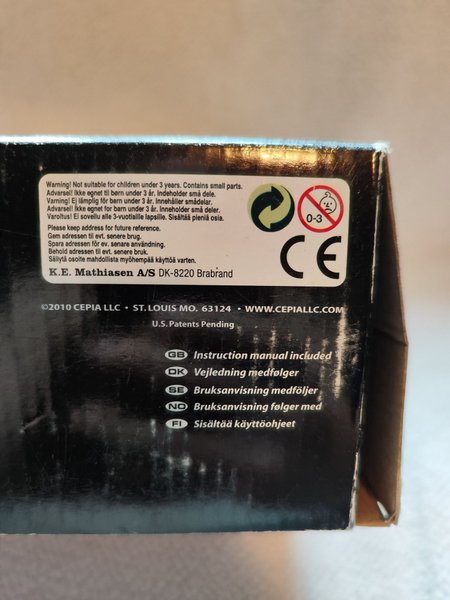 Warning! Not suitable for children under 3 years. Contains small parts.
Advarsel! Ikke egnet til børn under 3 år. Indeholder små dele.
Varning! Ej lämplig för barn under 3 år. Innehåller smådelar.
Advarsel! Ikke egnet for barn under 3 år. Inneholder små deler.
Varoitus! Ei sovellu alle 3-vuotiaille lapsille. Sisältää pieniä osia.
Please keep address for future reference.
Gem adressen til evt. senere brug.
Spara adressen för ev. senare användning.
Behold adressen til evt. senere bruk.
Säilytä osoite mahdollista myöhempää käyttöä varten.
K.E. Mathiasen A/S DK-8220 Brabrand
0-3
CE
©2010 CEPIA LLC • ST. LOUIS MO. 63124 • WWW.CEPIALLC.COM
U.S. Patents Pending
GB Instruction manual included
DK Vejledning medfølger
SE Bruksanvisning medföljer
NO Bruksanvisning følger med
FI Sisältää käyttöohjeet